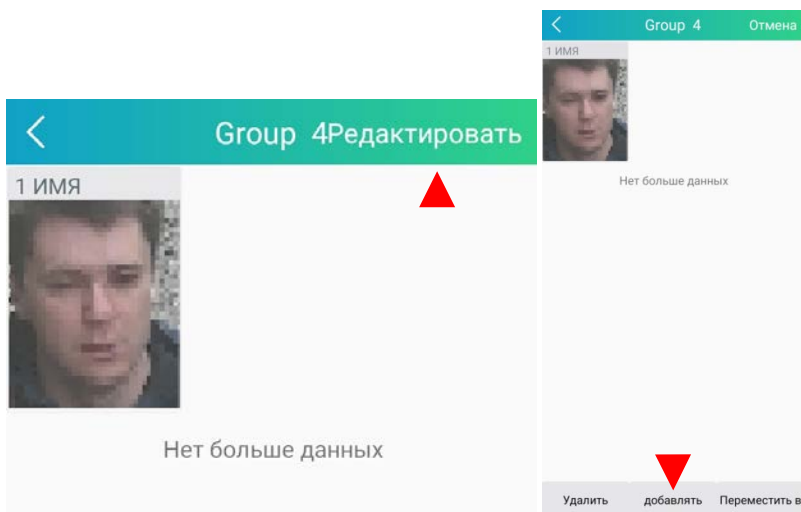 Group 4Редактировать
1 ИМЯ
Нет больше данных
Group 4 Отмена
1 ИМЯ
Нет больше данных
Удалить добавлять Переместить в